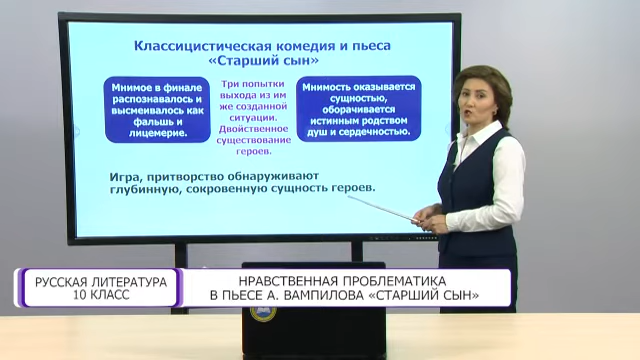 Классицистическая комедия и пьеса
«Старший сын»
Мнимое в финале
распознавалось и
высмеивалось как
фальшь и
лицемерие.
Три попытки
выхода из им
же созданной
ситуации.
Двойственное
существование
героев.
Мнимость оказывается
сущностью,
оборачивается
истинным родством
душ и сердечностью.
Игра, притворство обнаруживают
глубинную, сокровенную сущность героев.
РУССКАЯ ЛИТЕРАТУРА
10 КЛАСС
НРАВСТВЕННАЯ ПРОБЛЕМАТИКА
В ПЬЕСЕ А. ВАМПИЛОВА «СТАРШИЙ СЫН»